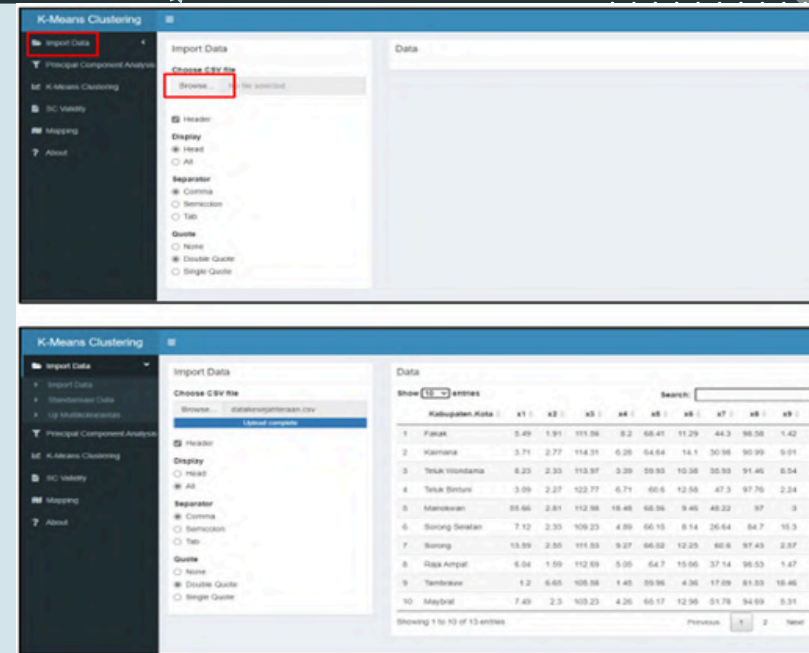 K-Means Clustering
Import Data
Principal Component Analysis
K-Means Clustering
SC Validity
Mapping
About
Import Data
Choose CSV file
Browse...
No file selected
Header
Display
Head
All
Separator
Comma
Semicolon
Tab
Quote
None
Double Quote
Single Quote
Data
K-Means Clustering
Import Data
Import Data
Standarisasi Data
Uji Multikolinearitas
Principal Component Analysis
K-Means Clustering
SC Validity
Mapping
About
Import Data
Choose CSV file
Browse... datakesejahteraan.csv
Upload complete
Header
Display
Head
All
Separator
Comma
Semicolon
Tab
Quote
None
Double Quote
Single Quote
Data
Show 10 entries Search:
Kabupaten.Kota x1 x2 x3 x4 x5 x6 x7 x8 x9
1 Fakfak 5.49 1.91 111.56 8.2 68.41 11.29 44.3 98.58 1.42
2 Kaimana 3.71 2.77 114.31 6.26 64.64 14.1 30.98 90.99 9.01
3 Teluk Wondama 6.23 2.33 113.97 3.39 59.93 10.38 35.93 91.46 8.54
4 Teluk Bintuni 3.09 2.27 122.77 6.71 60.6 12.58 47.3 97.76 2.24
5 Manokwari 2.81 112.98 9.46 48.22 97 3
6 Sorong Selatan 7.12 2.33 109.23 4.89 66.15 8.14 26.64 84.7 15.3
7 Sorong 13.59 111.53 9.27 66.02 12.25 60.6 97.43 2.57
8 Raja Ampat 6.04 1.59 112.69 5.05 64.7 15.66 37.14 98.53 1.47
9 Tambrauw 1.2 6.65 105.58 1.45 59.96 4.36 17.09 81.53 18.46
10 Maybrat 7.49 2.3 103.23 4.26 65.17 12.98 51.78 94.69 5.31
Showing 1 to 10 of 13 entries
Previous 1 2 Next